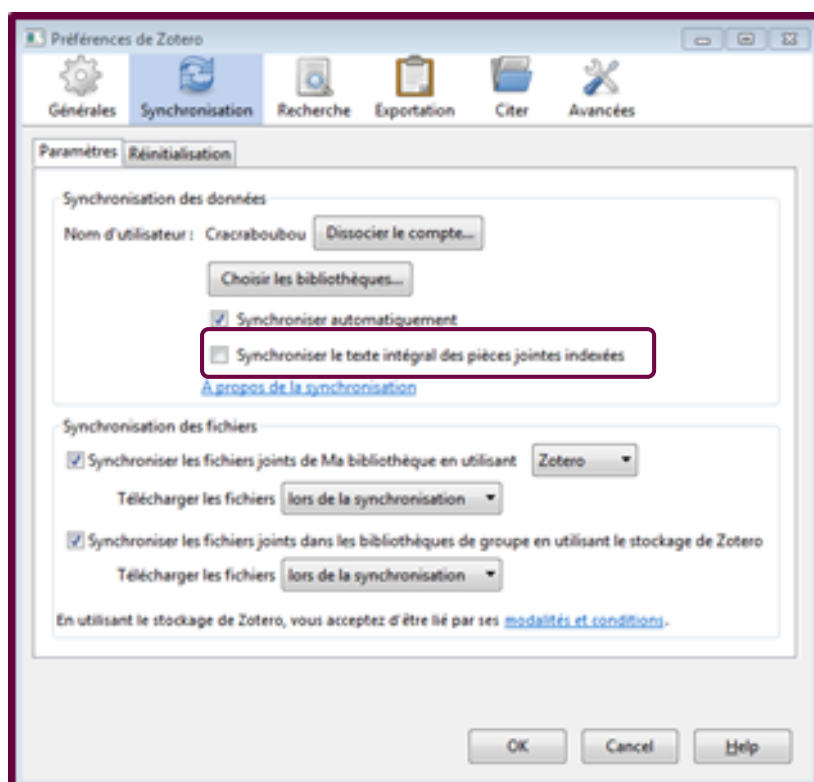 Préférences de Zotero
Générales Synchronisation Recherche Exportation Citer Avancées
Paramètres Réinitialisation
Synchronisation des données
Nom d'utilisateur : Cracraboubou Dissocier le compte...
Choisir les bibliothèques...
Synchroniser automatiquement
Synchroniser le texte intégral des pièces jointes indexées
À propos de la synchronisation
Synchronisation des fichiers
Synchroniser les fichiers joints de Ma bibliothèque en utilisant Zotero
Télécharger les fichiers lors de la synchronisation
Synchroniser les fichiers joints dans les bibliothèques de groupe en utilisant le stockage de Zotero
Télécharger les fichiers lors de la synchronisation
En utilisant le stockage de Zotero, vous acceptez d'être lié par ses modalités et conditions.
OK Cancel Help